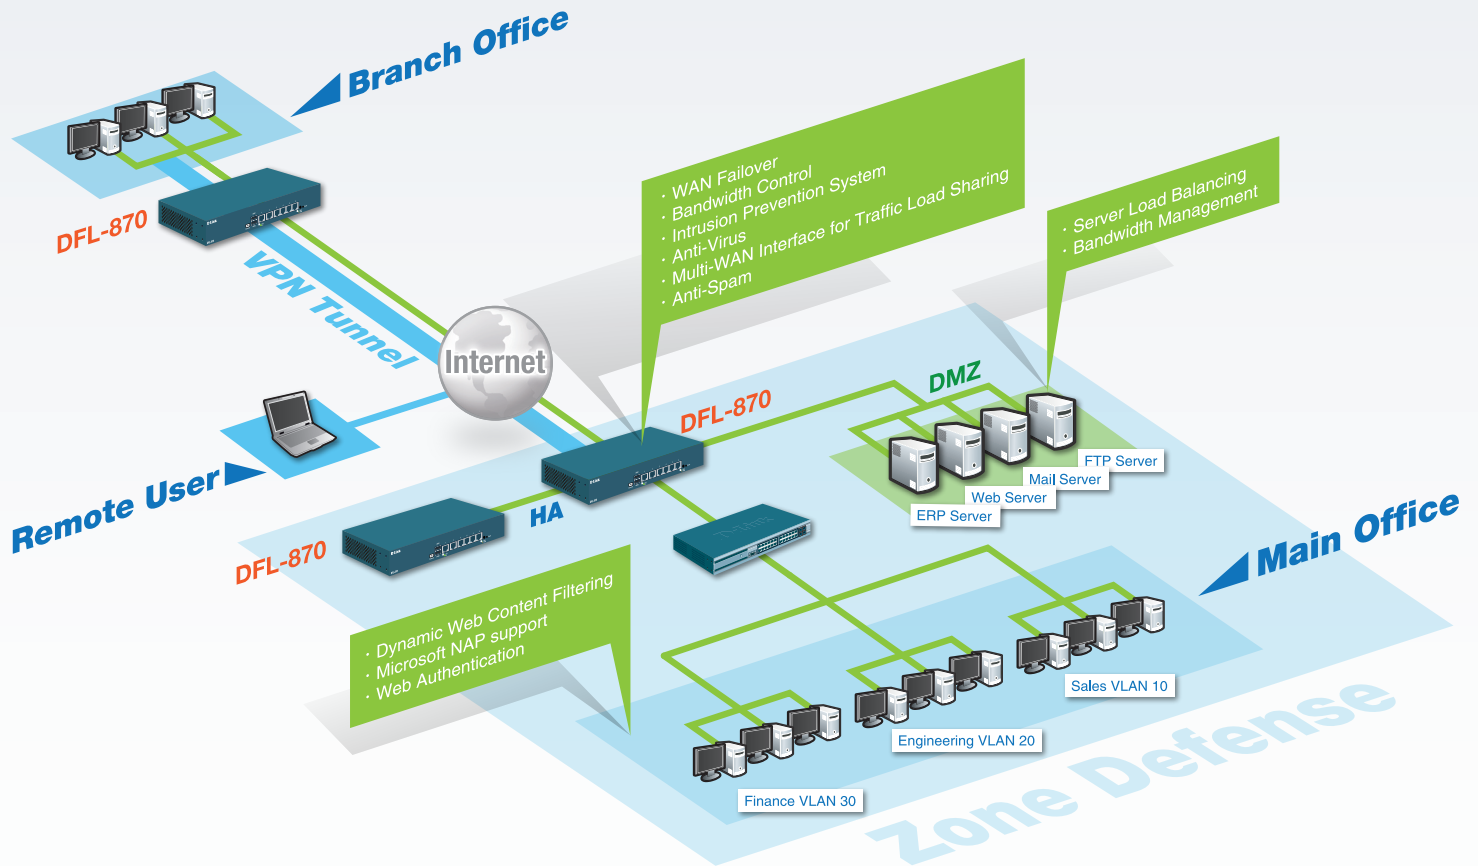 Branch Office
DFL-870
VPN Tunnel
Internet
· WAN Failover
· Bandwidth Control
· Intrusion Prevention System
· Anti-Virus
· Multi-WAN Interface for Traffic Load Sharing
· Anti-Spam
· Server Load Balancing
· Bandwidth Management
DMZ
DFL-870
FTP Server
Mail Server
Web Server
ERP Server
Remote User
HA
DFL-870
Main Office
· Dynamic Web Content Filtering
· Microsoft NAP support
· Web Authentication
Sales VLAN 10
Engineering VLAN 20
Finance VLAN 30
Zone Defense